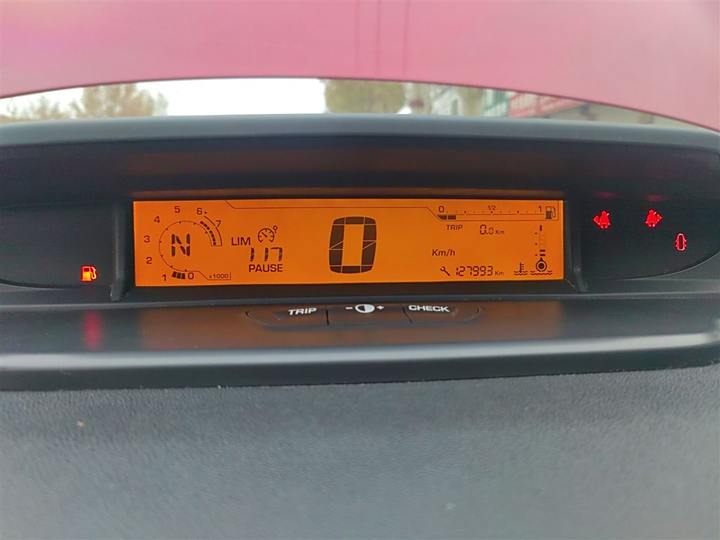 5 6
4 7
3 N
2
1 0 x1000
LIM
117
PAUSE
0
Km/h
0 1/2 1
TRIP 0.0 Km
127993 Km
TRIP - + CHECK